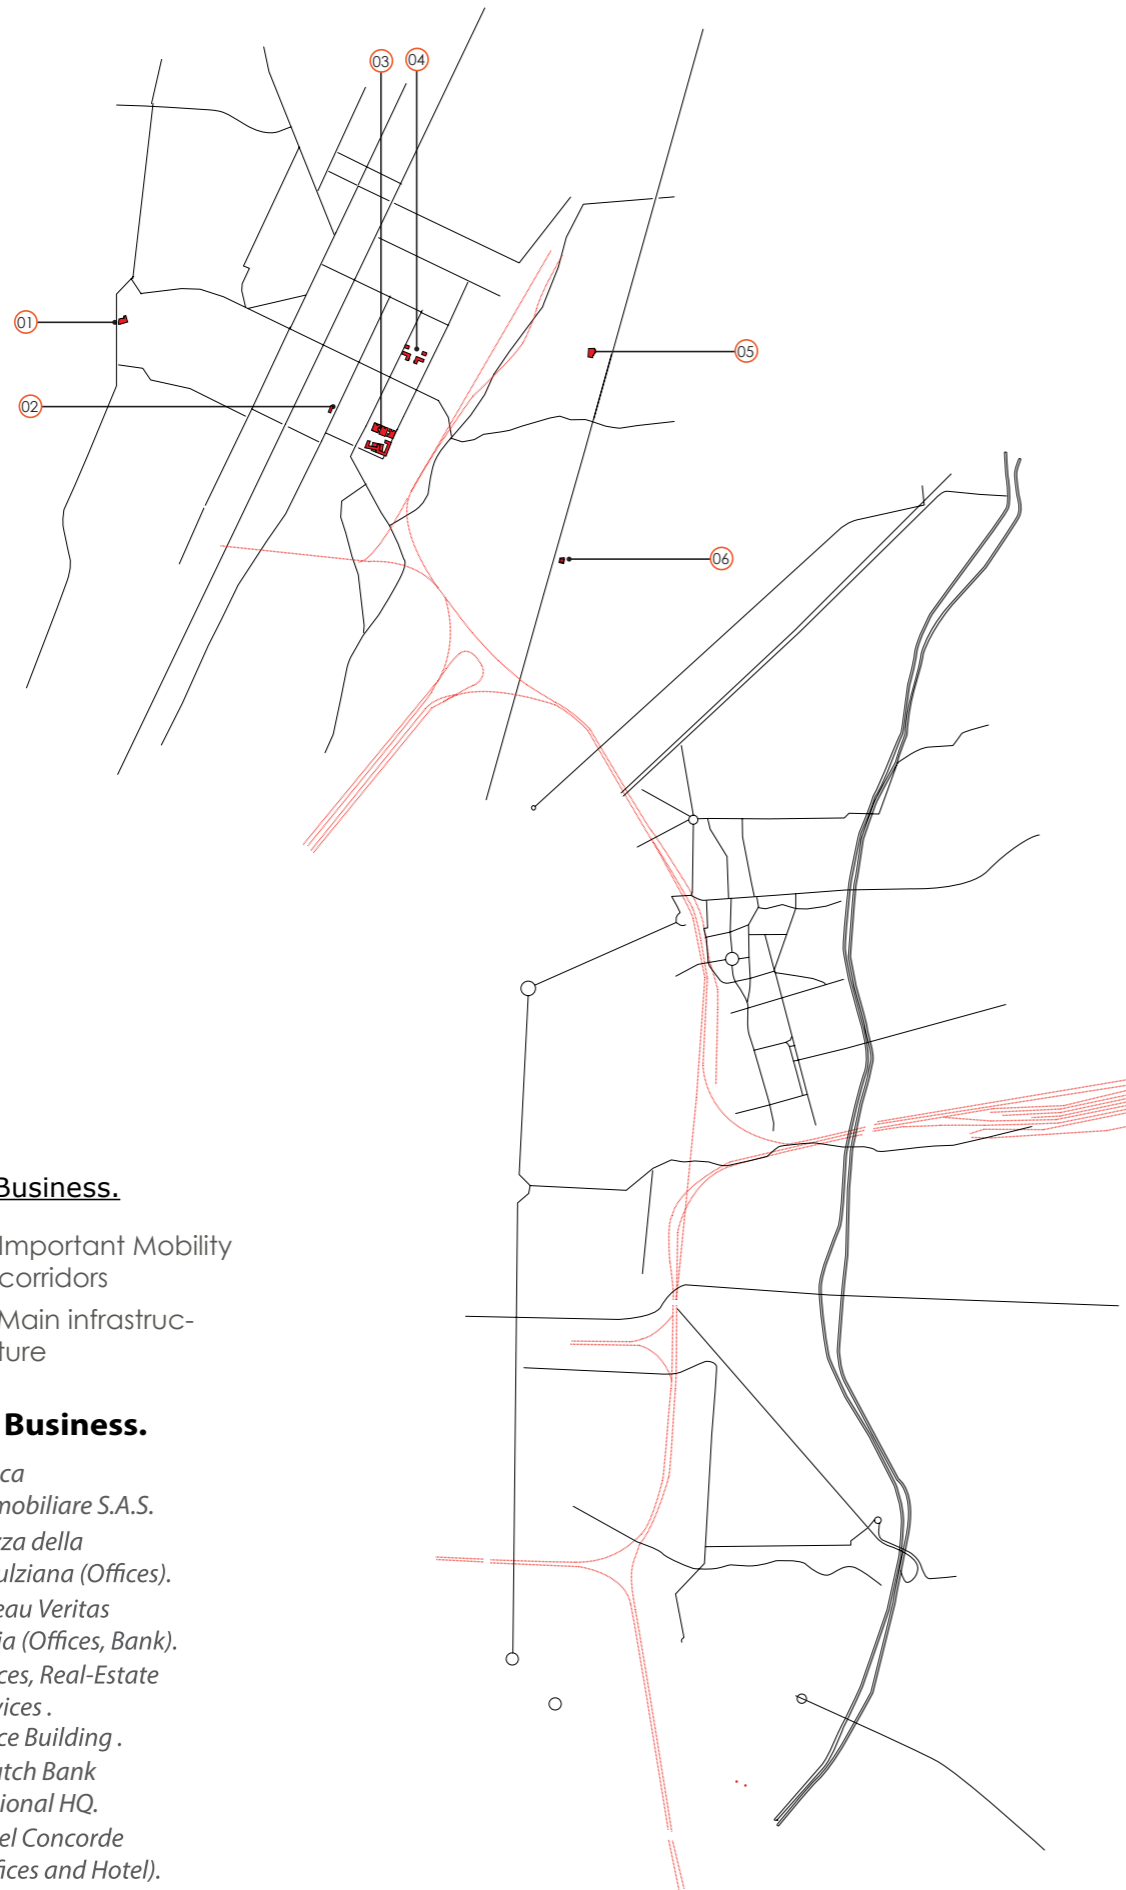 03 04
01
05
02
06
Business.
Important Mobility
corridors
Main infrastruc-
ture
Business.
ca
mobiliare S.A.S.
za della
ulziana (Offices).
eau Veritas
ia (Offices, Bank).
ces, Real-Estate
vices .
ce Building .
tch Bank
ional HQ.
el Concorde
fices and Hotel).